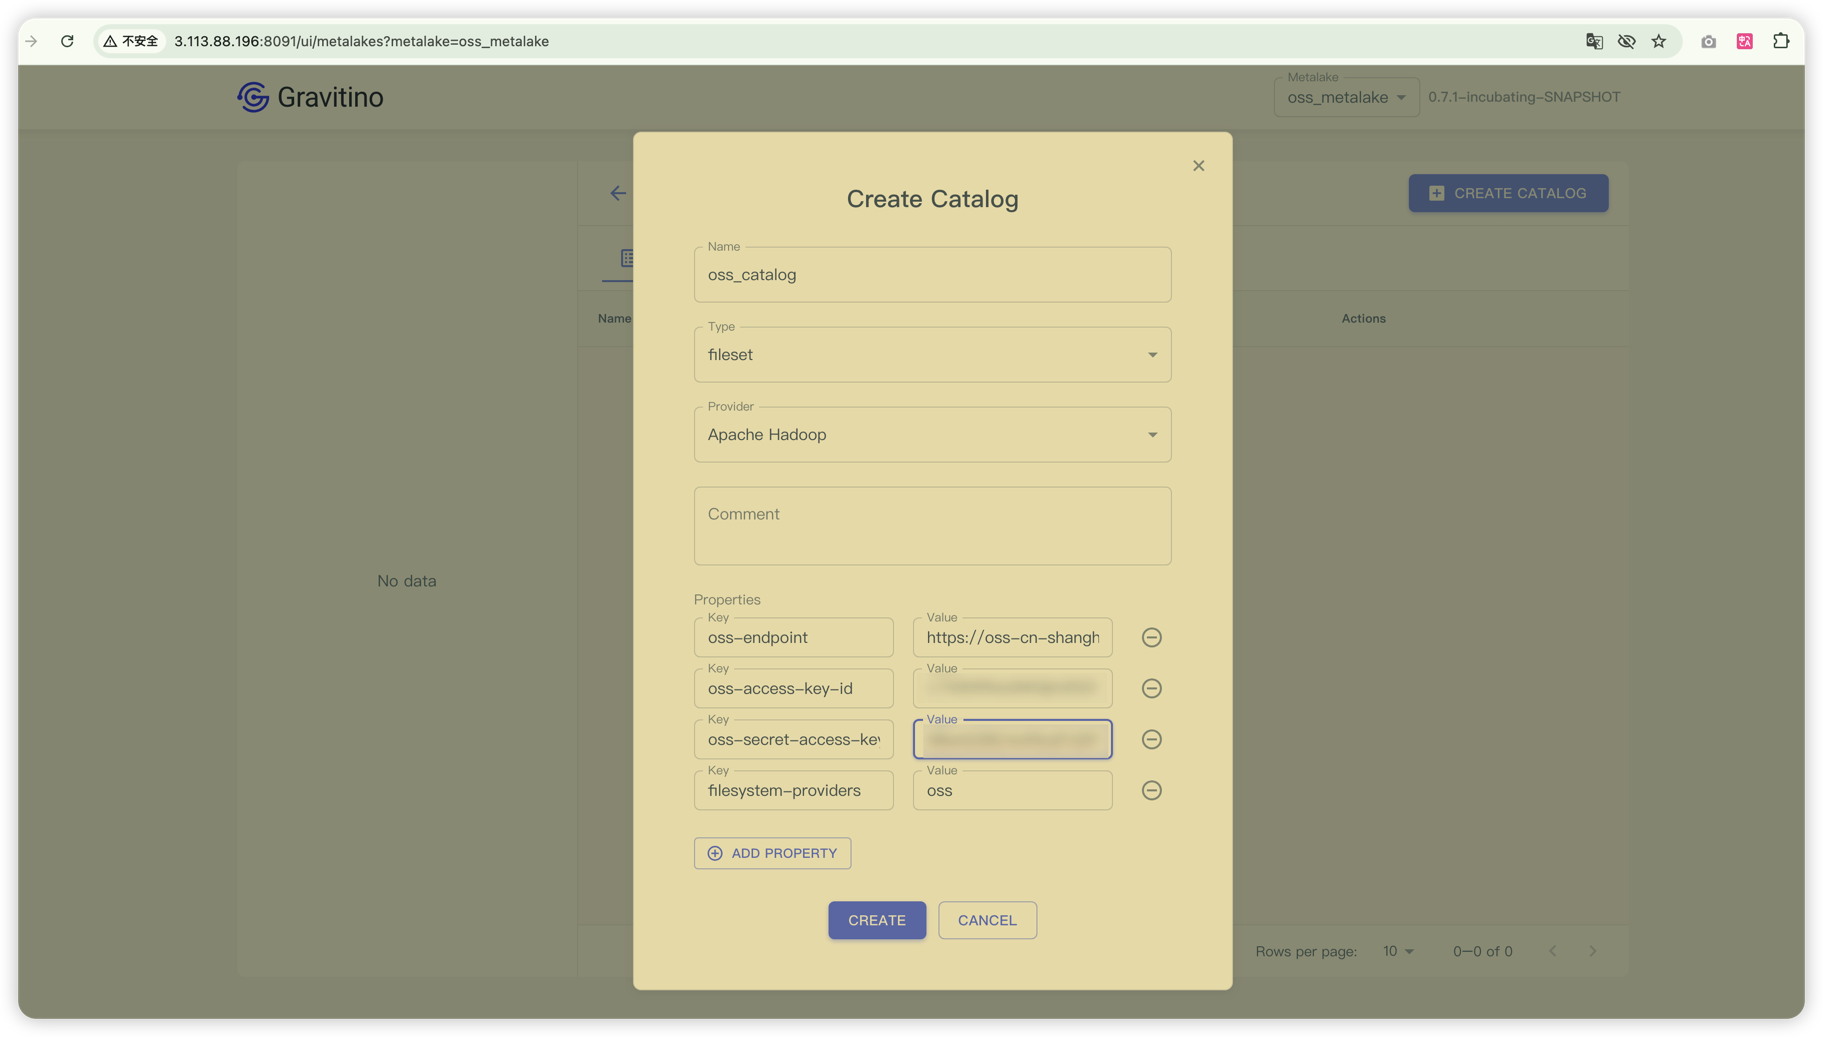 不安全
3.113.88.196:8091/ui/metalakes?metalake=oss_metalake
Gravitino
Metalake
oss_metalake
0.7.1-incubating-SNAPSHOT
Create Catalog
CREATE CATALOG
Name
oss_catalog
Type
fileset
Name
Actions
Provider
Apache Hadoop
Comment
No data
Properties
Key
oss-endpoint
Value
https://oss-cn-shangh
Key
oss-access-key-id
Value
Key
oss-secret-access-key
Value
Key
filesystem-providers
Value
oss
ADD PROPERTY
CREATE
CANCEL
Rows per page:
10
0–0 of 0